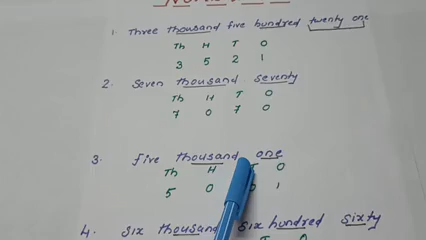 1. Three thousand five hundred twenty one
Th H T O
3 5 2 1
2. Seven thousand seventy
Th H T O
7 0 7 0
3. Five thousand one
Th H T O
5 0 0 1
4. Six thousand six hundred sixty
T O